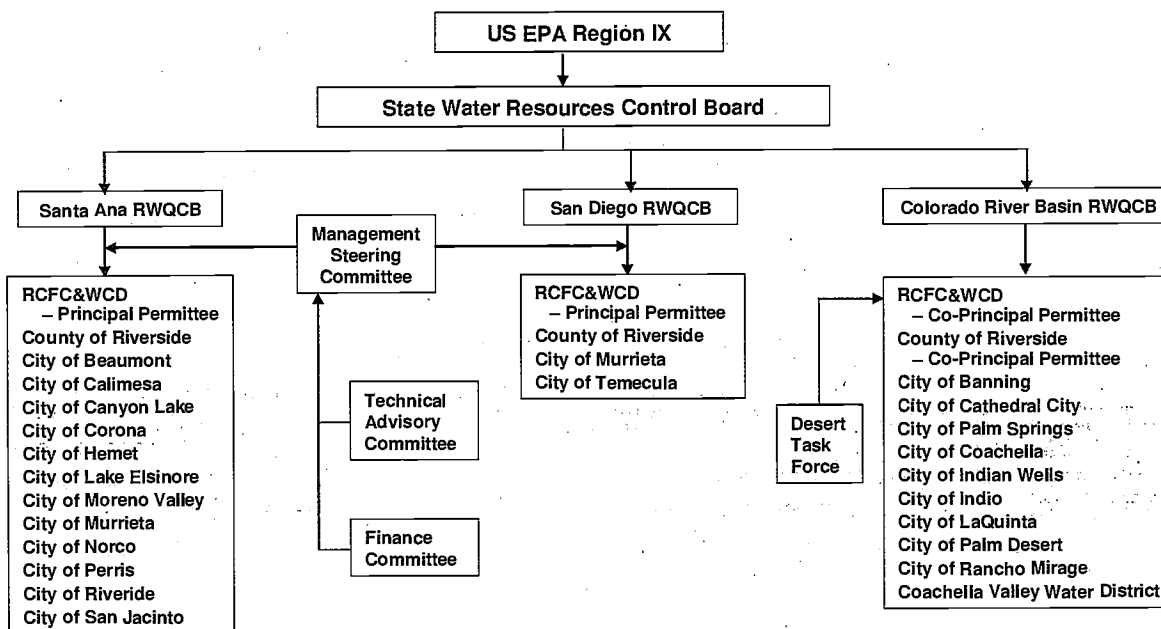 US EPA Region IX
State Water Resources Control Board
Santa Ana RWQCB
San Diego RWQCB
Colorado River Basin RWQCB
Management
Steering
Committee
RCFC&WCD
– Principal Permittee
County of Riverside
City of Beaumont
City of Calimesa
City of Canyon Lake
City of Corona
City of Hemet
City of Lake Elsinore
City of Moreno Valley
City of Murrieta
City of Norco
City of Perris
City of Riveride
City of San Jacinto
Technical
Advisory
Committee
Finance
Committee
RCFC&WCD
– Principal Permittee
County of Riverside
City of Murrieta
City of Temecula
Desert
Task
Force
RCFC&WCD
– Co-Principal Permittee
County of Riverside
– Co-Principal Permittee
City of Banning
City of Cathedral City
City of Palm Springs
City of Coachella
City of Indian Wells
City of Indio
City of LaQuinta
City of Palm Desert
City of Rancho Mirage
Coachella Valley Water District